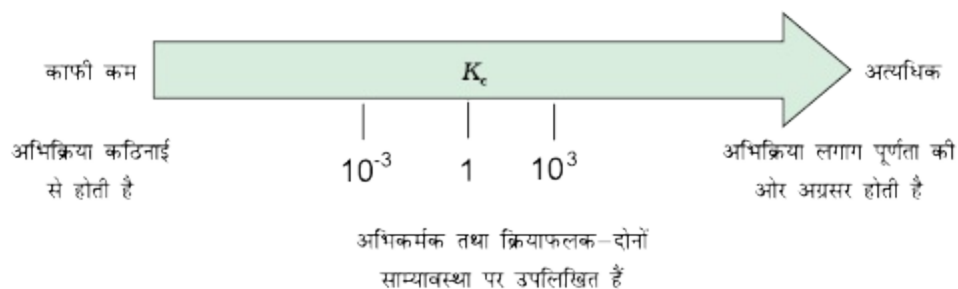 काफी कम
K_c
अत्यधिक
10⁻³
1
10³
अभिक्रिया कठिनाई
से होती है
अभिक्रिया लगाग पूर्णता की
ओर अग्रसर होती है
अभिकर्मक तथा क्रियाफलक–दोनों
साम्यावस्था पर उपलिखित हैं